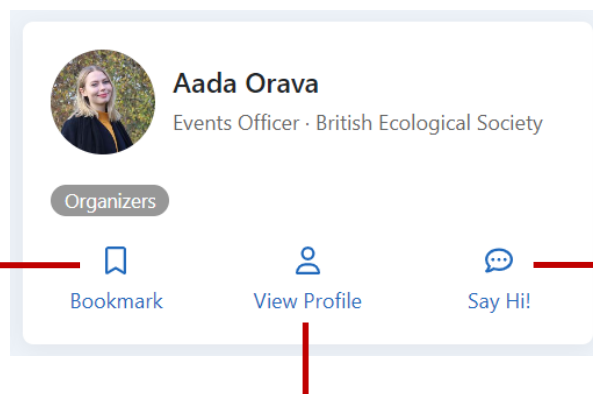 Aada Orava
Events Officer · British Ecological Society
Organizers
Bookmark
View Profile
Say Hi!